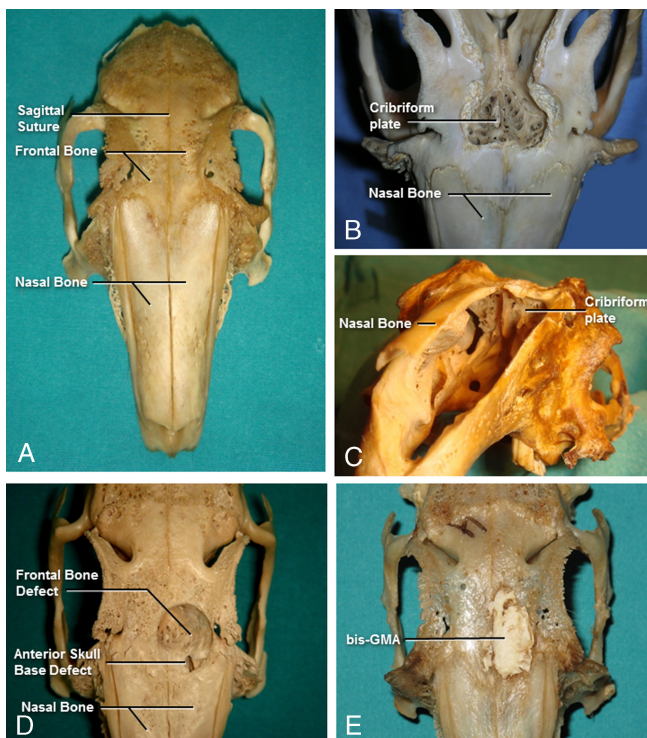 Sagittal
Suture
Frontal Bone
Nasal Bone
A
Cribriform
plate
Nasal Bone
B
Nasal Bone
Cribriform
plate
C
Frontal Bone
Defect
Anterior Skull
Base Defect
Nasal Bone
D
bis-GMA
E